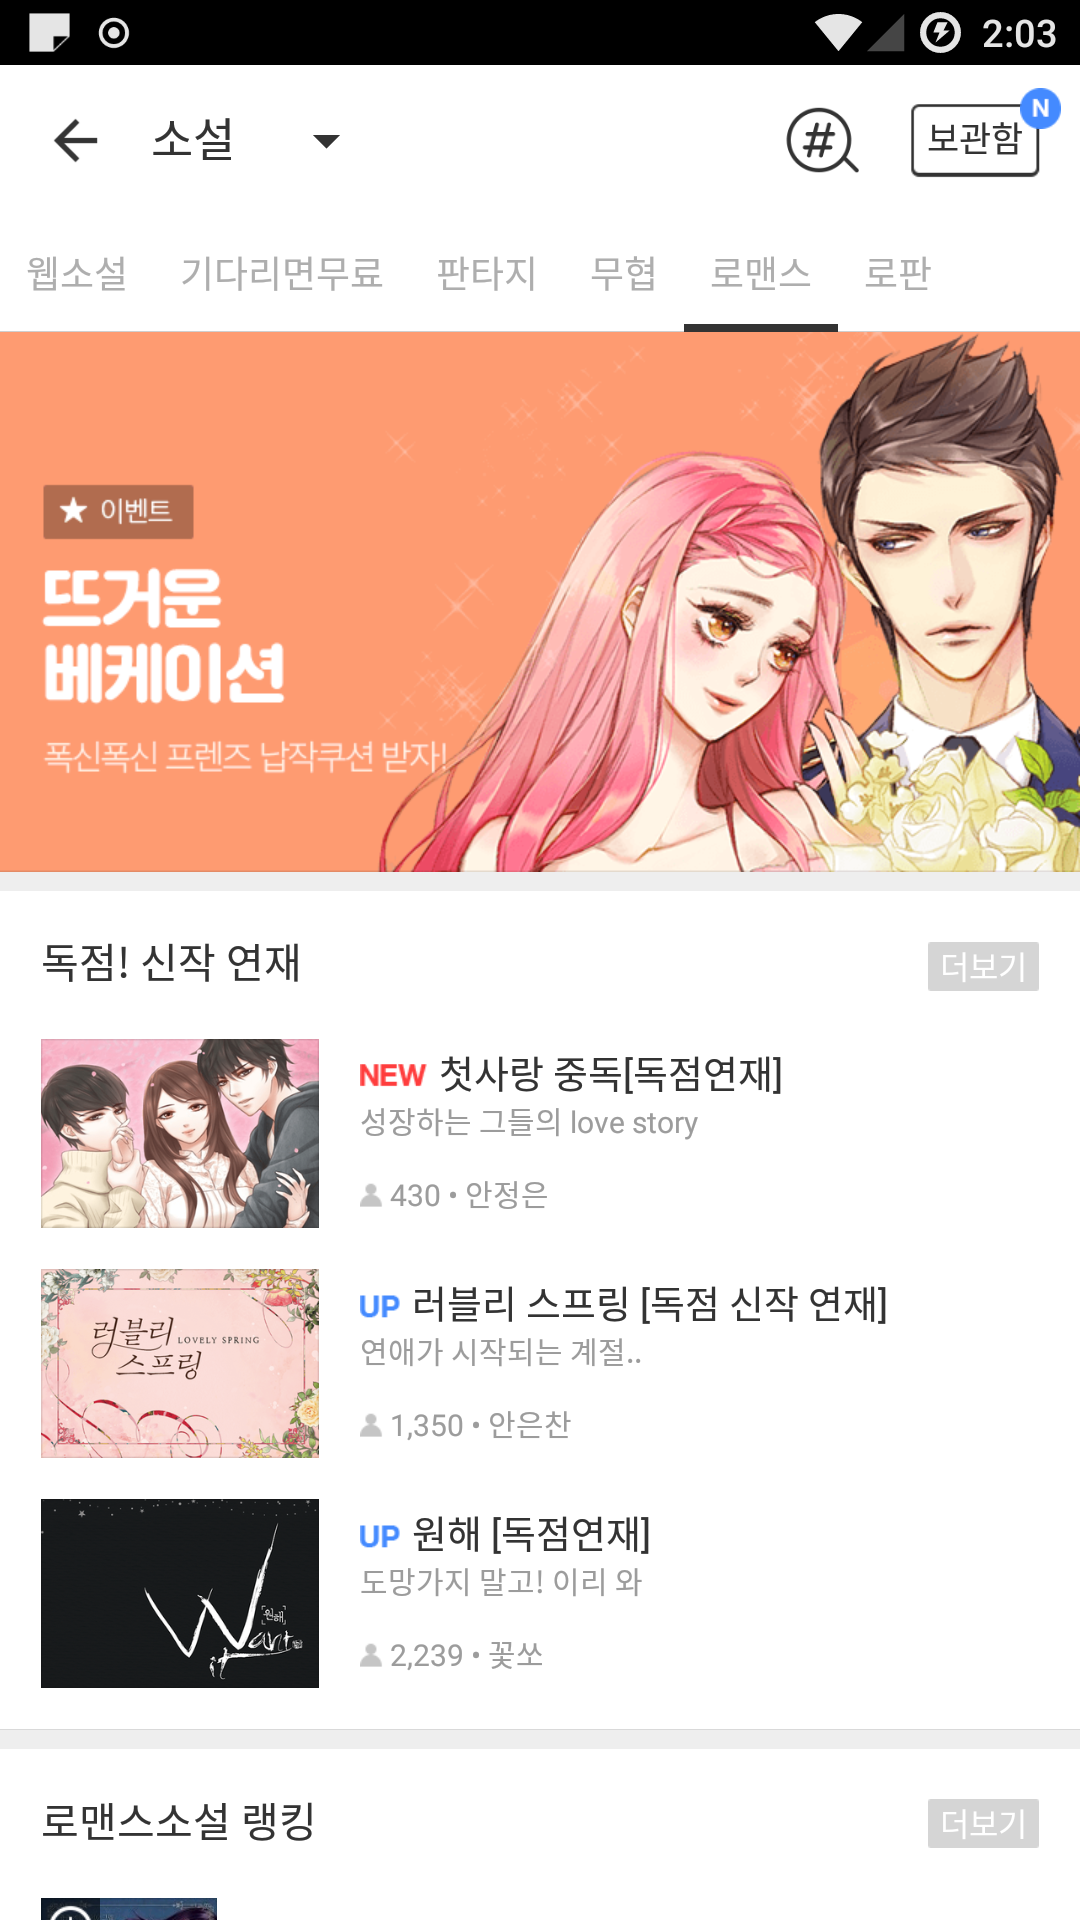 2:03
소설
보관함
N
웹소설 기다리면무료 판타지 무협 로맨스 로판
★ 이벤트
뜨거운
베케이션
폭신폭신 프렌즈 납작쿠션 받자!
독점! 신작 연재
더보기
NEW 첫사랑 중독[독점연재]
성장하는 그들의 love story
430 • 안정은
러블리 LOVELY SPRING
스프링
UP 러블리 스프링 [독점 신작 연재]
연애가 시작되는 계절..
1,350 • 안은찬
Want
원해
it
UP 원해 [독점연재]
도망가지 말고! 이리 와
2,239 • 꽃쏘
로맨스소설 랭킹
더보기